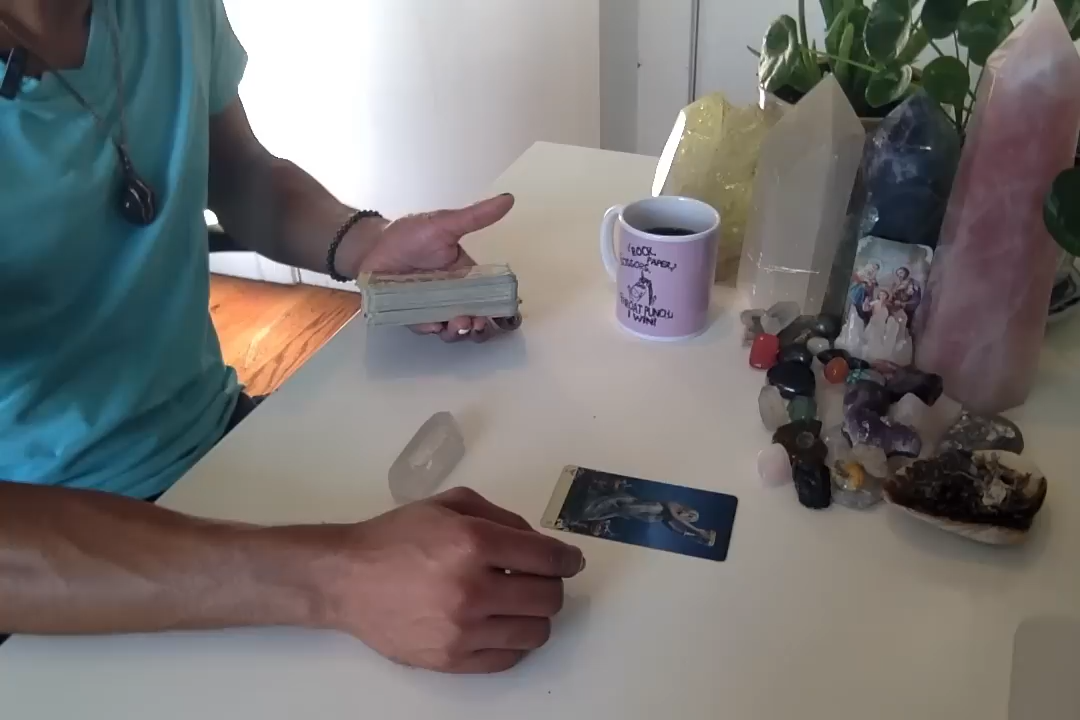 ROCK,
PAPER,
SCISSORS,
THROAT PUNCH,
I WIN!